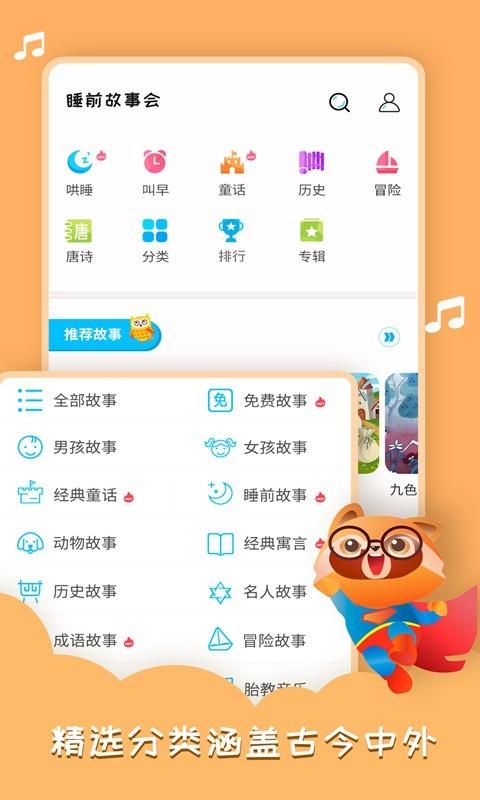 睡前故事会
哄睡 HOT 叫早 童话 HOT 历史 冒险
唐
唐诗 分类 排行 专辑
推荐故事
九色
全部故事 免 免费故事
男孩故事 女孩故事
经典童话 睡前故事
动物故事 经典寓言
历史故事 名人故事
成语故事 冒险故事
胎教音乐
精选分类涵盖古今中外